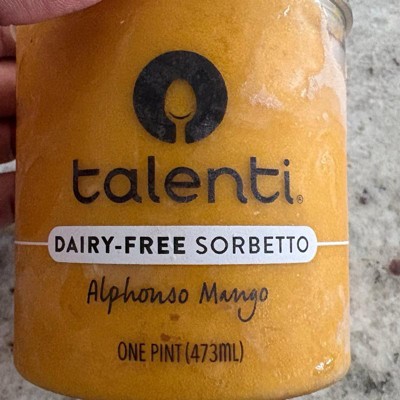 talenti®
DAIRY-FREE SORBETTO
Alphonso Mango
ONE PINT (473mL)